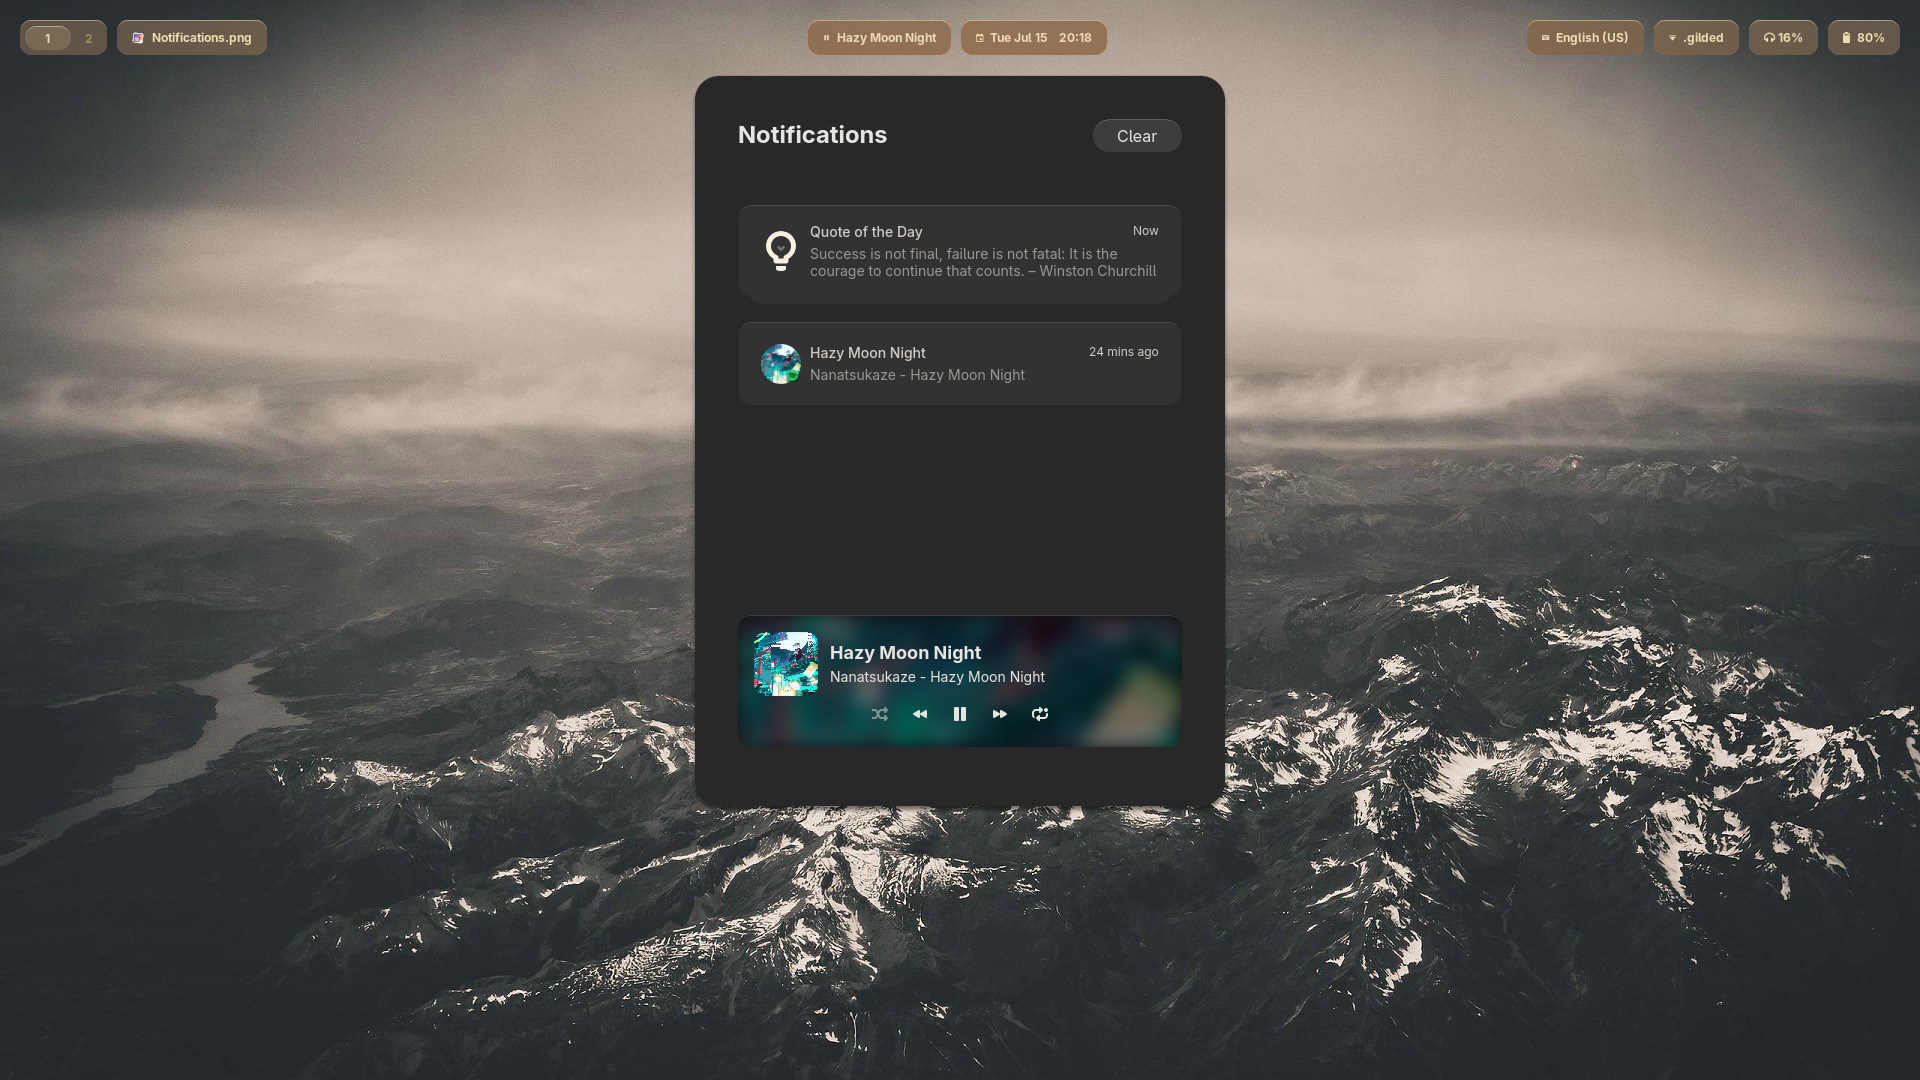 1 2 Notifications.png Hazy Moon Night Tue Jul 15 20:18 English (US) .gilded 16% 80%
Notifications Clear
Quote of the Day Now
Success is not final, failure is not fatal: It is the
courage to continue that counts. – Winston Churchill
Hazy Moon Night 24 mins ago
Nanatsukaze - Hazy Moon Night
Hazy Moon Night
Nanatsukaze - Hazy Moon Night